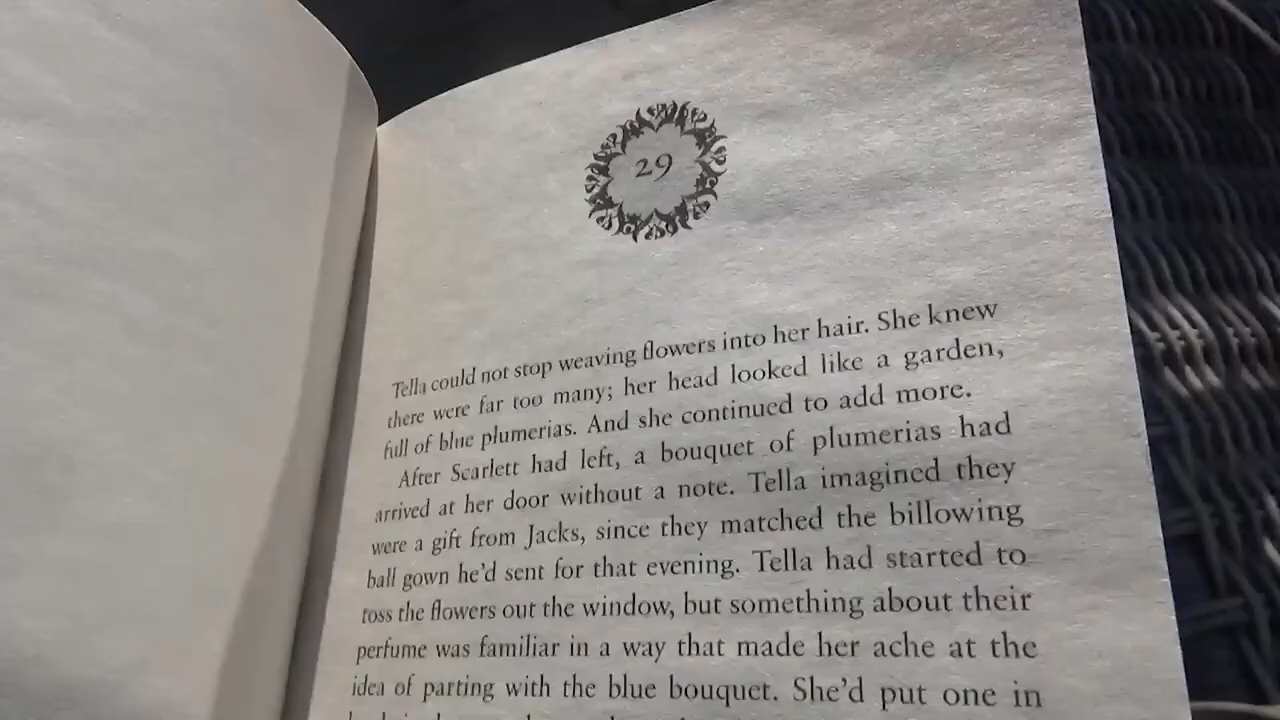 29
Tella could not stop weaving flowers into her hair. She knew
there were far too many; her head looked like a garden,
full of blue plumerias. And she continued to add more.
After Scarlett had left, a bouquet of plumerias had
arrived at her door without a note. Tella imagined they
were a gift from Jacks, since they matched the billowing
ball gown he'd sent for that evening. Tella had started to
toss the flowers out the window, but something about their
perfume was familiar in a way that made her ache at the
idea of parting with the blue bouquet. She'd put one in